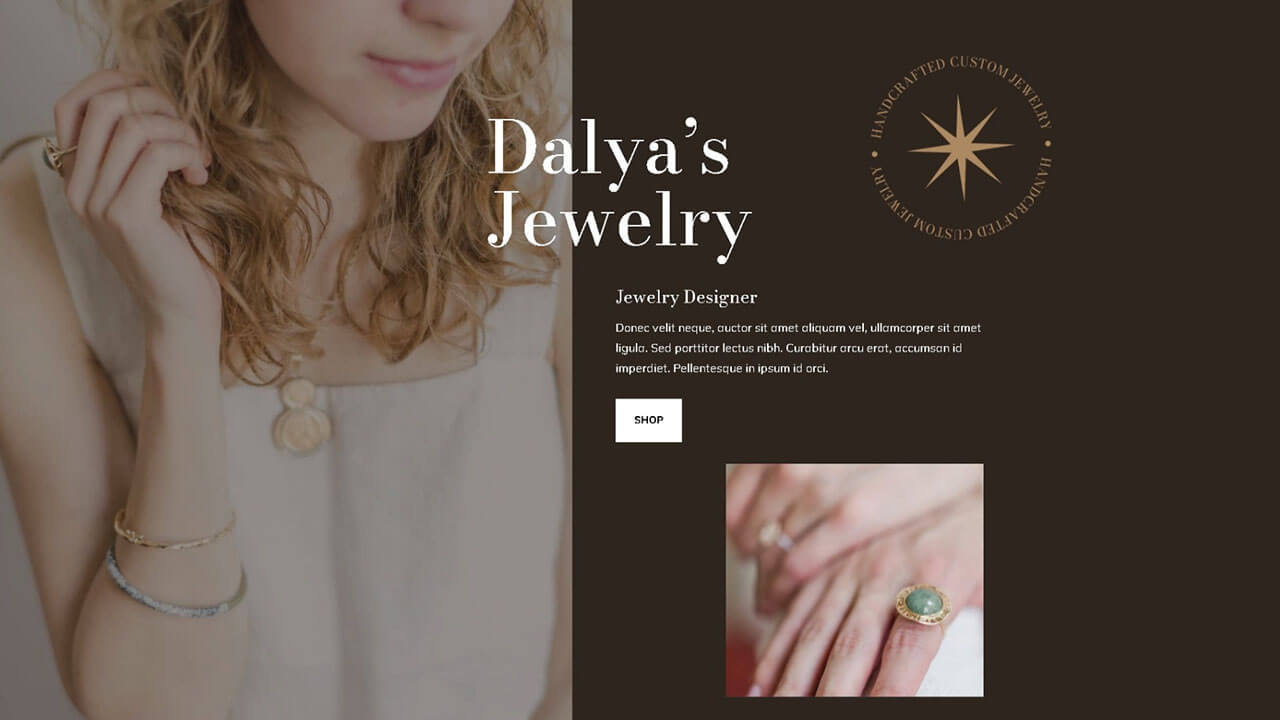 Dalya's
Jewelry
HANDCRAFTED CUSTOM JEWELRY • HANDCRAFTED CUSTOM JEWELRY •
Jewelry Designer
Donec velit neque, auctor sit amet aliquam vel, ullamcorper sit amet
ligula. Sed porttitor lectus nibh. Curabitur arcu erat, accumsan id
imperdiet. Pellentesque in ipsum id orci.
SHOP